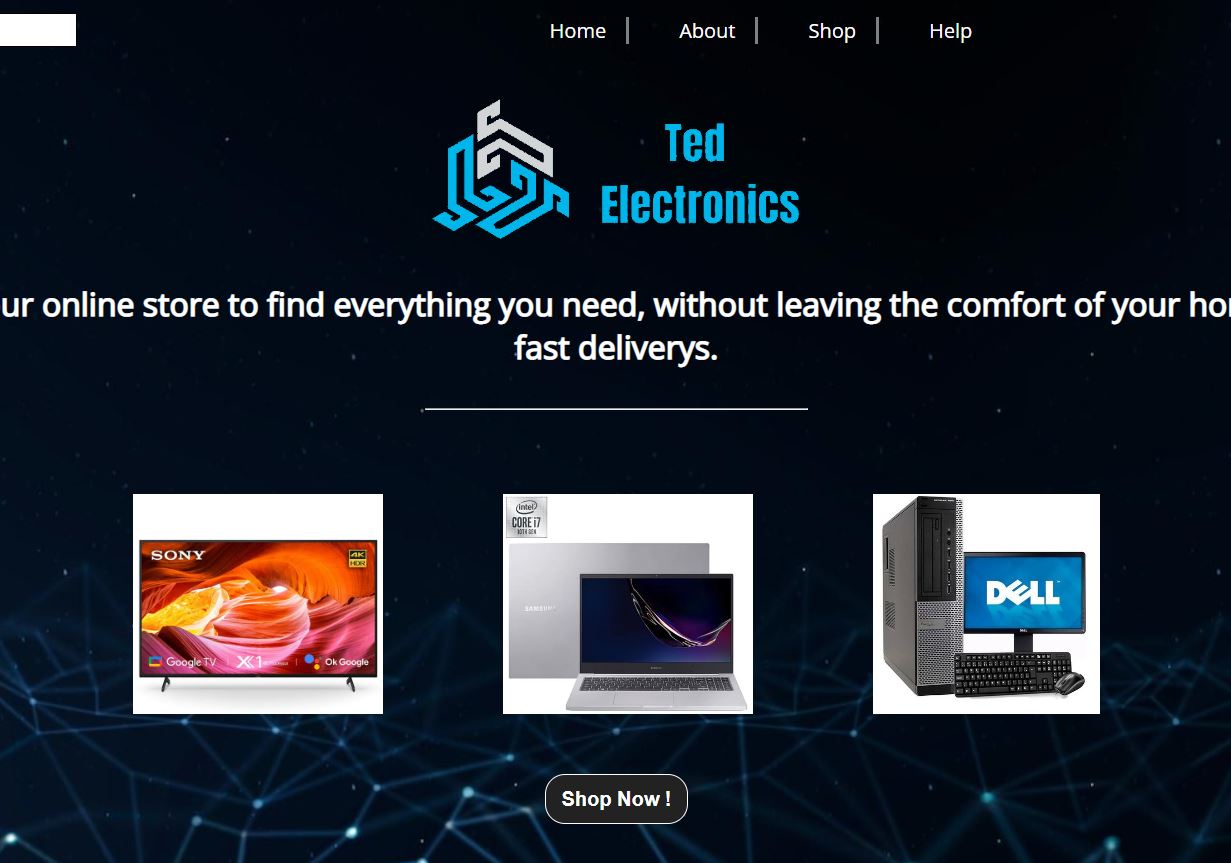 Home
About
Shop
Help
Ted
Electronics
ur online store to find everything you need, without leaving the comfort of your ho
fast deliverys.
SONY
4K
HDR
Google TV
X1
Ok Google
intel
CORE i7
10TH GEN
SAMSUNG
DELL
DELL
Shop Now !